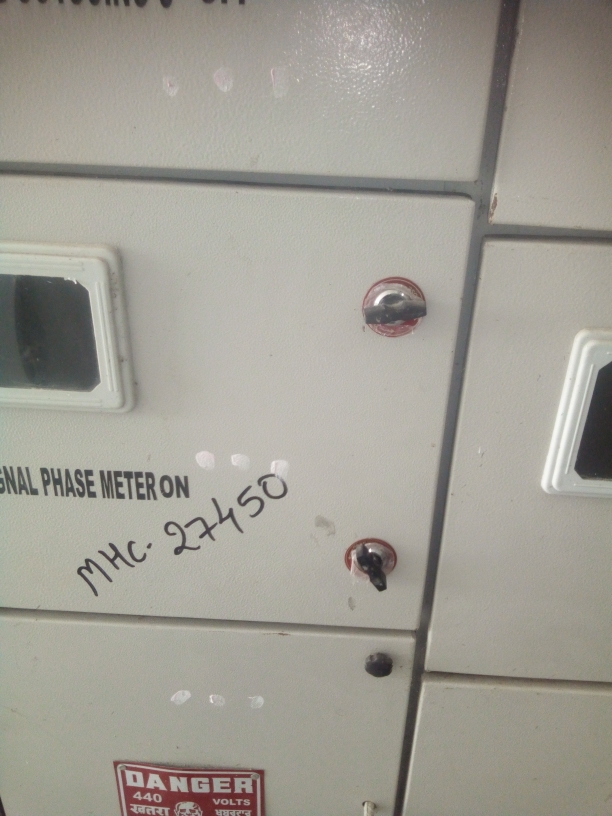 GNAL PHASE METER ON
MHC- 27450
DANGER
440 VOLTS
खतरा